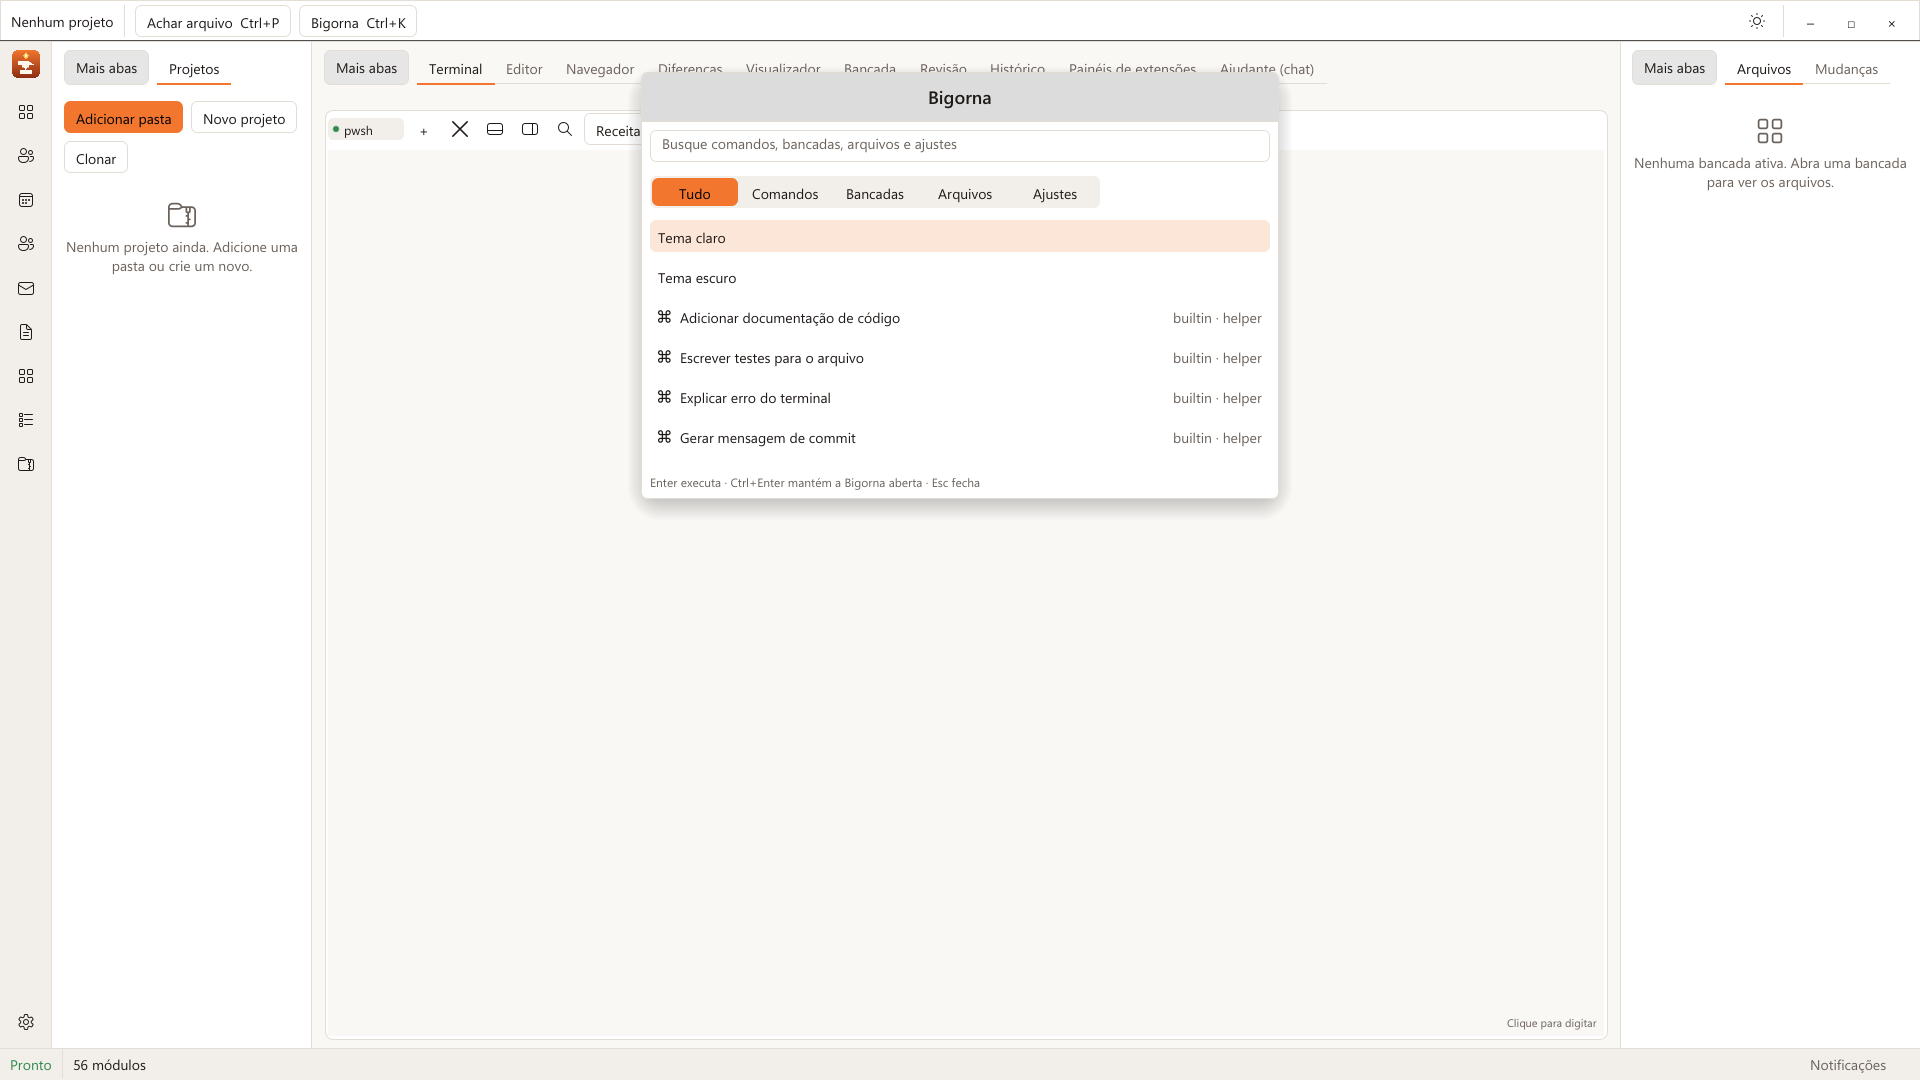 Nenhum projeto
Achar arquivo Ctrl+P
Bigorna Ctrl+K
Mais abas
Projetos
Mais abas
Terminal
Editor
Navegador
Diferenças
Visualizador
Bancada
Revisão
Histórico
Painéis de extensões
Ajudante (chat)
Mais abas
Arquivos
Mudanças
Adicionar pasta
Novo projeto
Clonar
Nenhum projeto ainda. Adicione uma
pasta ou crie um novo.
pwsh
+
Receita
Bigorna
Busque comandos, bancadas, arquivos e ajustes
Tudo
Comandos
Bancadas
Arquivos
Ajustes
Tema claro
Tema escuro
⌘ Adicionar documentação de código builtin · helper
⌘ Escrever testes para o arquivo builtin · helper
⌘ Explicar erro do terminal builtin · helper
⌘ Gerar mensagem de commit builtin · helper
Enter executa · Ctrl+Enter mantém a Bigorna aberta · Esc fecha
Nenhuma bancada ativa. Abra uma bancada
para ver os arquivos.
Clique para digitar
Pronto
56 módulos
Notificações